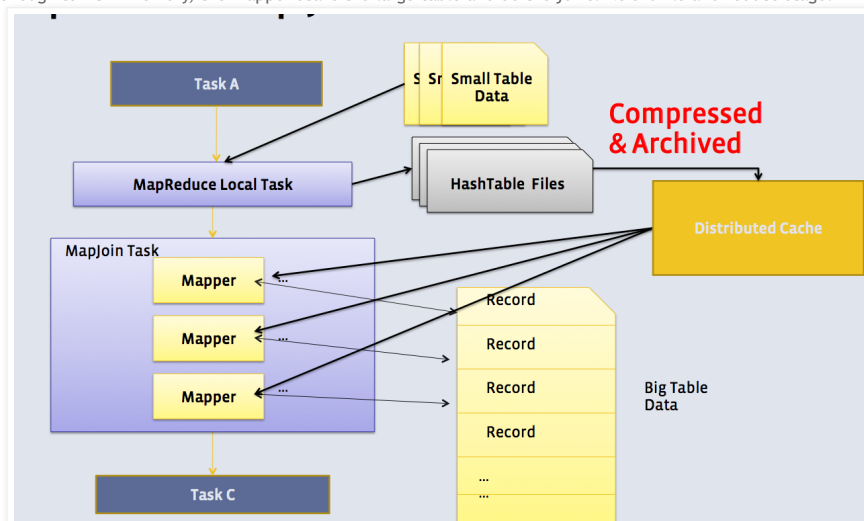 Task A
S Sr Small Table
Data
Compressed
& Archived
MapReduce Local Task
HashTable Files
Distributed Cache
MapJoin Task
Mapper
...
Record
Mapper
...
Record
Record
Big Table
Data
Mapper
...
Record
...
...
Task C